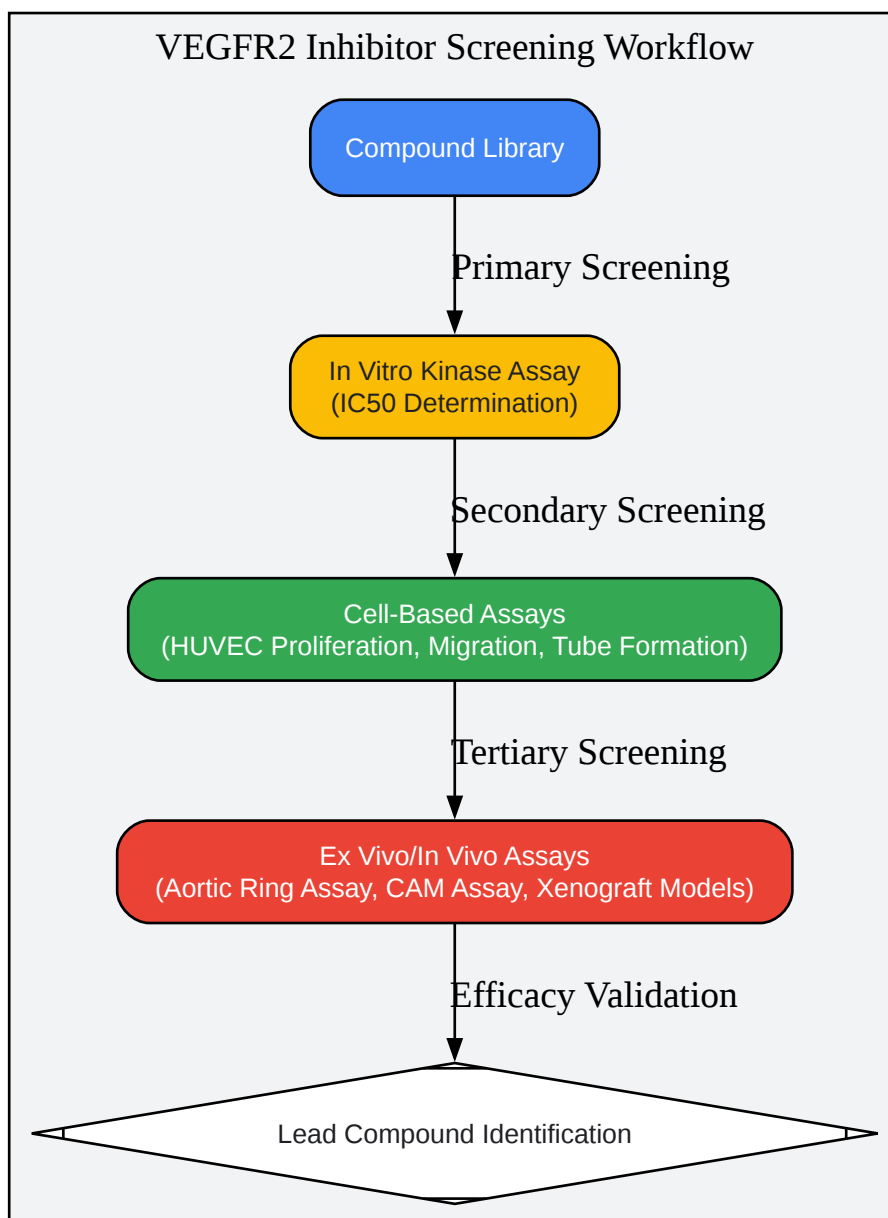 VEGFR2 Inhibitor Screening Workflow
Compound Library
Primary Screening
In Vitro Kinase Assay
(IC50 Determination)
Secondary Screening
Cell-Based Assays
(HUVEC Proliferation, Migration, Tube Formation)
Tertiary Screening
Ex Vivo/In Vivo Assays
(Aortic Ring Assay, CAM Assay, Xenograft Models)
Efficacy Validation
Lead Compound Identification